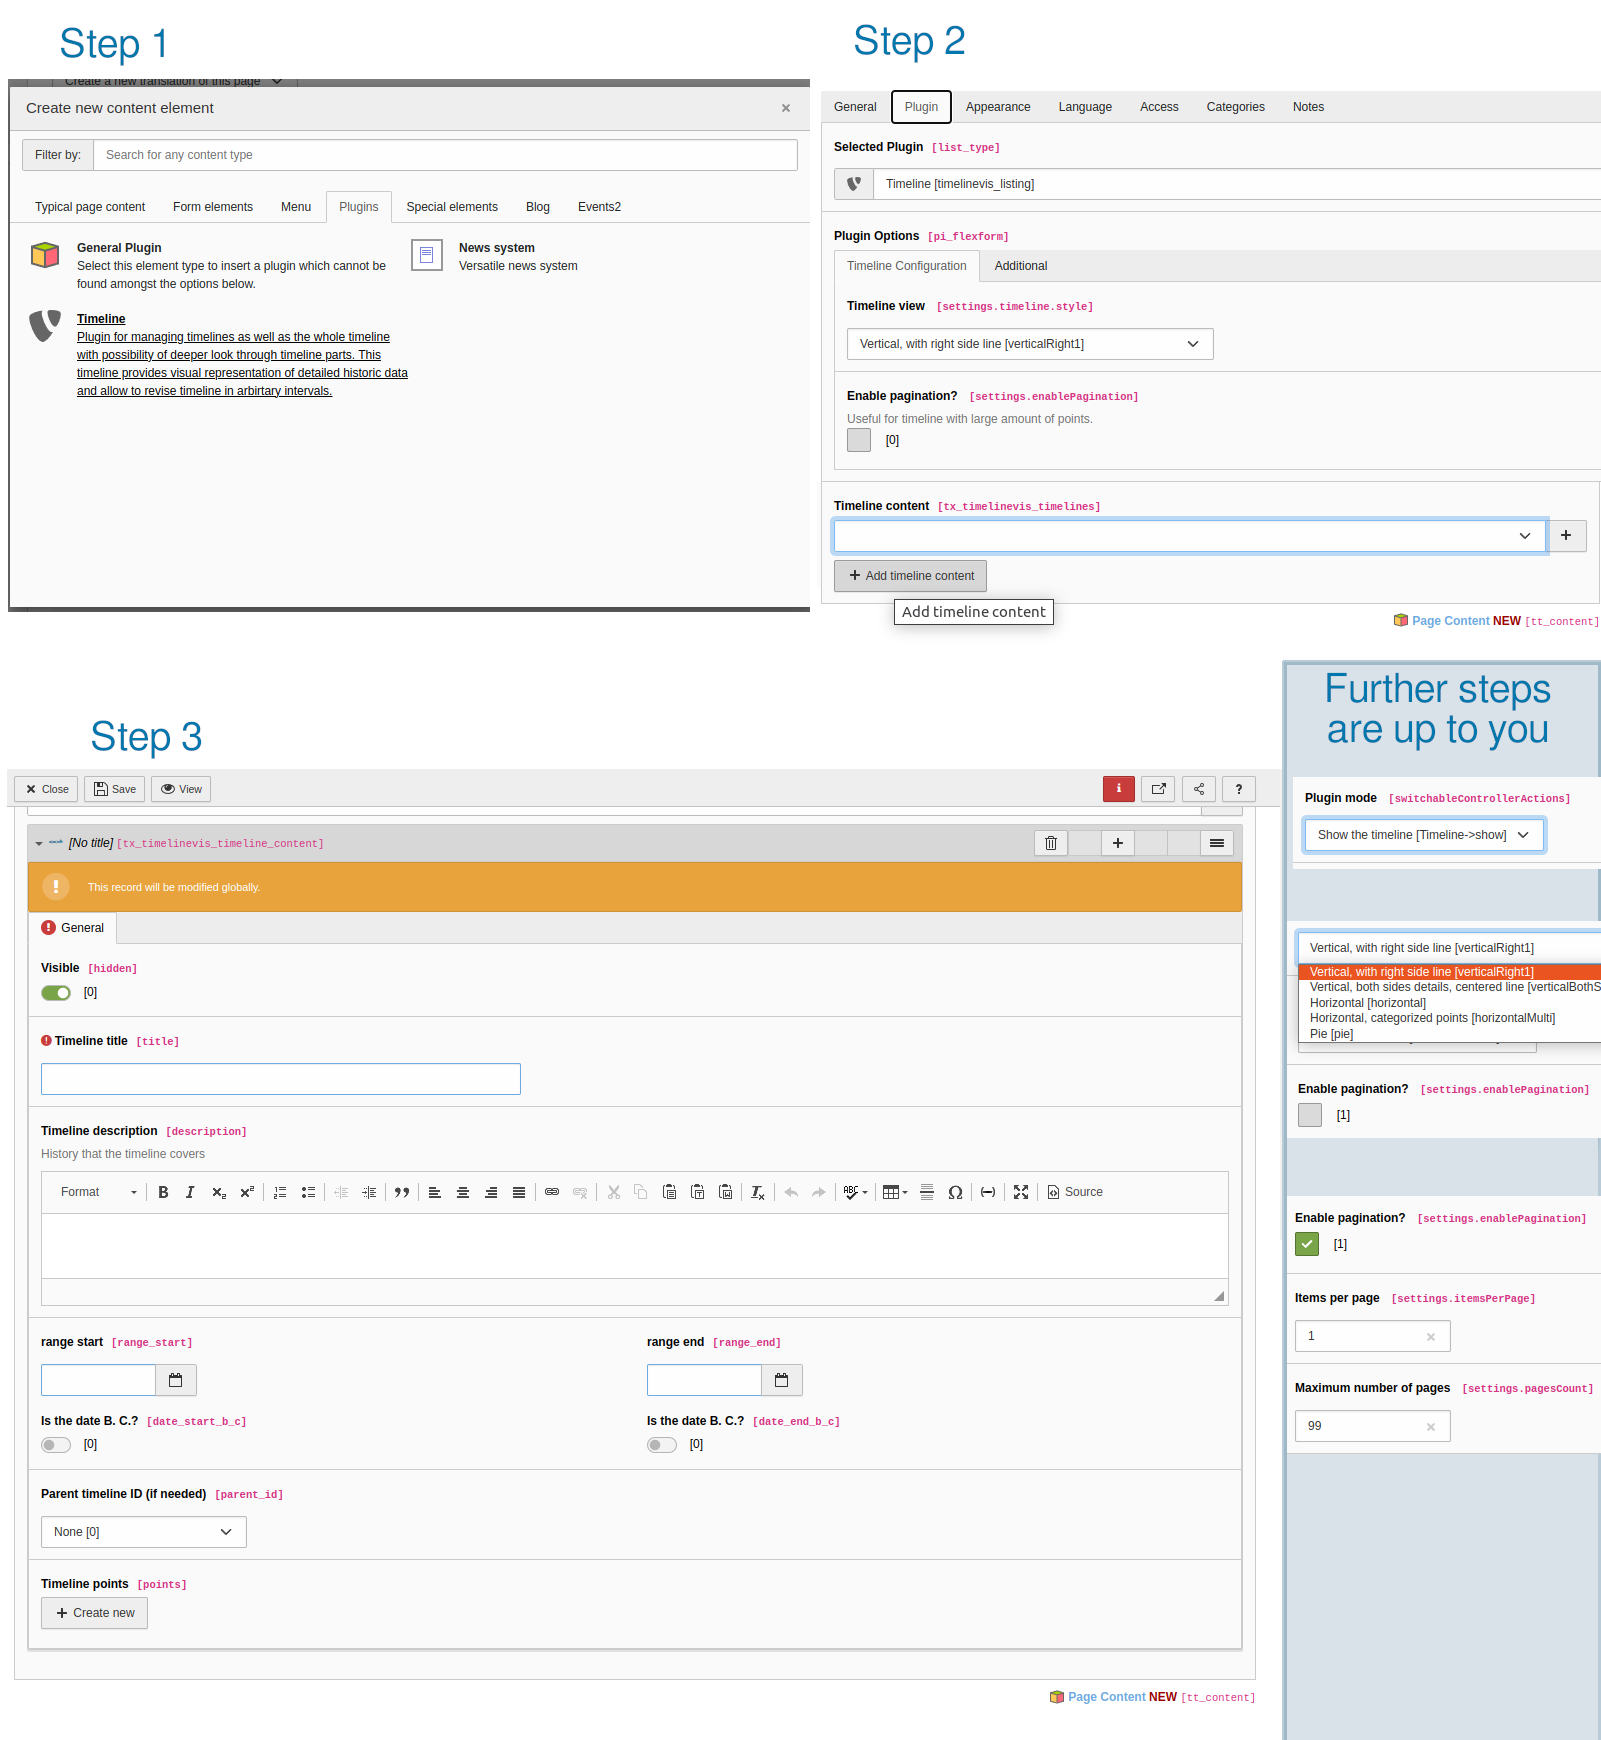 Step 1
Create a new translation of this page
Create new content element
Filter by: Search for any content type
Typical page content Form elements Menu Plugins Special elements Blog Events2
General Plugin
Select this element type to insert a plugin which cannot be
found amongst the options below.
News system
Versatile news system
Timeline
Plugin for managing timelines as well as the whole timeline
with possibility of deeper look through timeline parts. This
timeline provides visual representation of detailed historic data
and allow to revise timeline in arbirtary intervals.
Step 2
General Plugin Appearance Language Access Categories Notes
Selected Plugin [list_type]
Timeline [timelinevis_listing]
Plugin Options [pi_flexform]
Timeline Configuration Additional
Timeline view [settings.timeline.style]
Vertical, with right side line [verticalRight1]
Enable pagination? [settings.enablePagination]
Useful for timeline with large amount of points.
[0]
Timeline content [tx_timelinevis_timelines]
+ Add timeline content
Add timeline content
Page Content NEW [tt_content]
Step 3
Close Save View
[No title] [tx_timelinevis_timeline_content]
This record will be modified globally.
General
Visible [hidden]
[0]
Timeline title [title]
Timeline description [description]
History that the timeline covers
Format Source
range start [range_start] range end [range_end]
Is the date B. C.? [date_start_b_c] Is the date B. C.? [date_end_b_c]
[0] [0]
Parent timeline ID (if needed) [parent_id]
None [0]
Timeline points [points]
+ Create new
Page Content NEW [tt_content]
Further steps
are up to you
Plugin mode [switchableControllerActions]
Show the timeline [Timeline->show]
Vertical, with right side line [verticalRight1]
Vertical, with right side line [verticalRight1]
Vertical, both sides details, centered line [verticalBothS
Horizontal [horizontal]
Horizontal, categorized points [horizontalMulti]
Pie [pie]
Enable pagination? [settings.enablePagination]
[1]
Enable pagination? [settings.enablePagination]
[1]
Items per page [settings.itemsPerPage]
1
Maximum number of pages [settings.pagesCount]
99